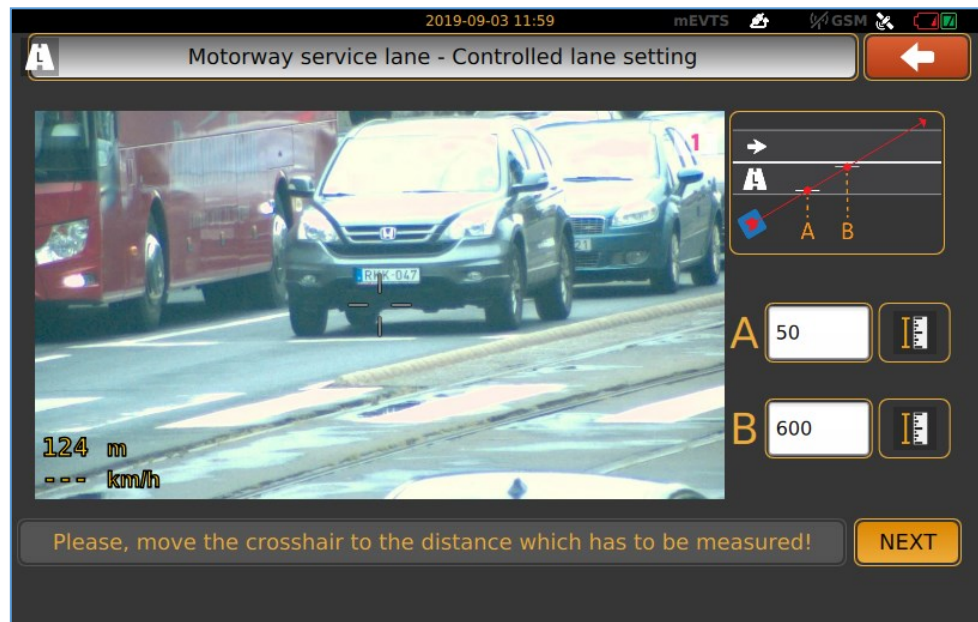 2019-09-03 11:59 mEVTS GSM
L
Motorway service lane - Controlled lane setting
1
RKK-047
21
A B
A 50
B 600
124 m
--- km/h
Please, move the crosshair to the distance which has to be measured!
NEXT